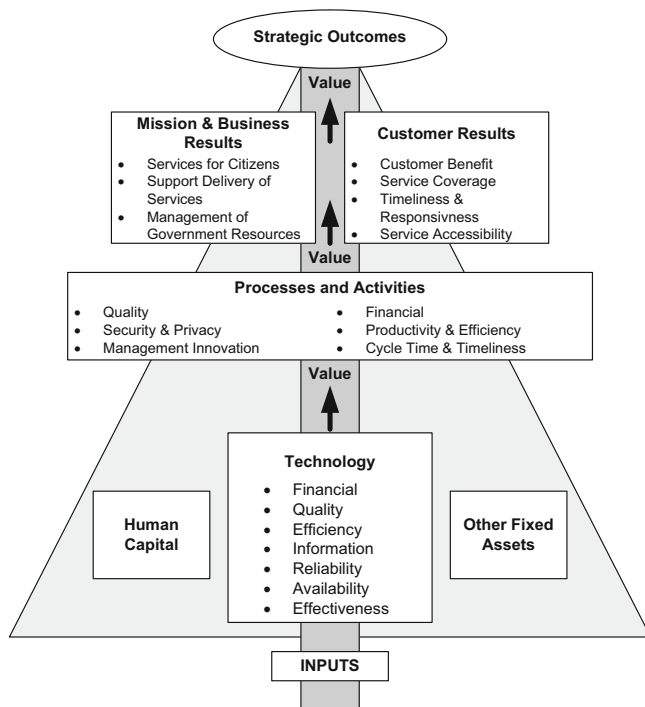 Strategic Outcomes
Value
Mission & Business
Results
• Services for Citizens
• Support Delivery of
Services
• Management of
Government Resources
Customer Results
• Customer Benefit
• Service Coverage
• Timeliness &
Responsivness
• Service Accessibility
Value
Processes and Activities
• Quality
• Security & Privacy
• Management Innovation
• Financial
• Productivity & Efficiency
• Cycle Time & Timeliness
Value
Technology
• Financial
• Quality
• Efficiency
• Information
• Reliability
• Availability
• Effectiveness
Human
Capital
Other Fixed
Assets
INPUTS